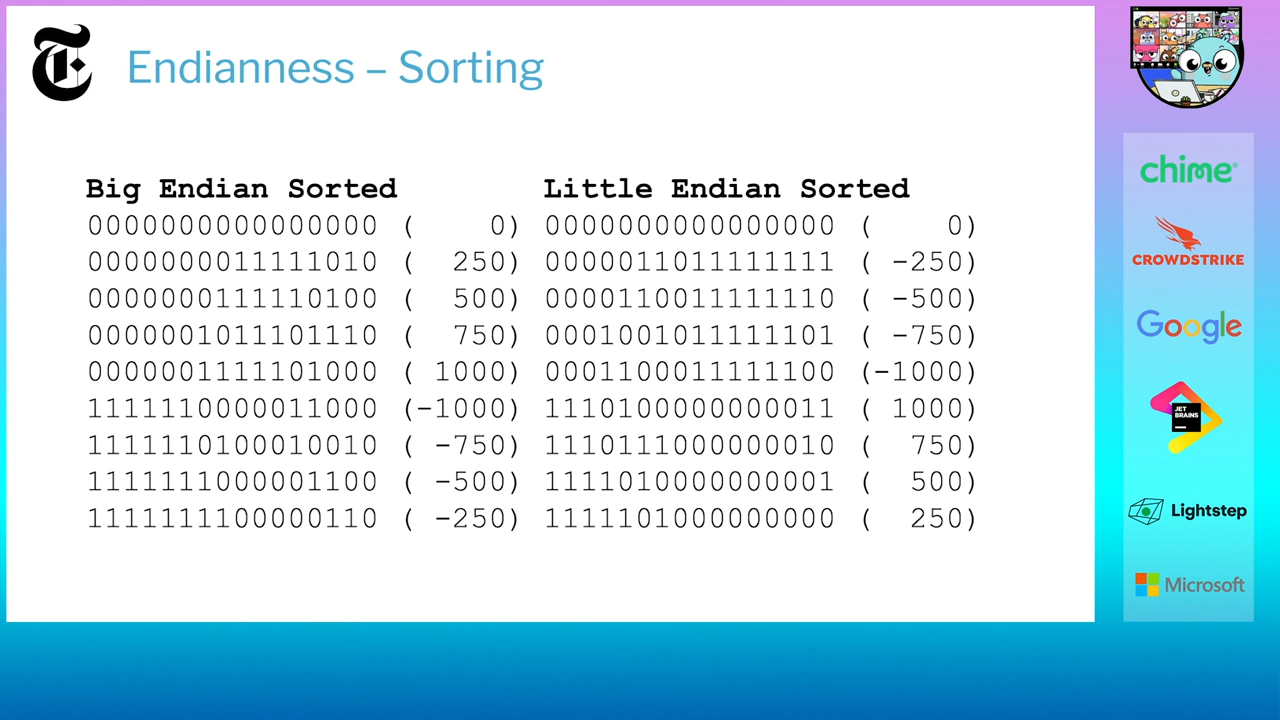 Endianness – Sorting
Big Endian Sorted Little Endian Sorted
0000000000000000 ( 0) 0000000000000000 ( 0)
0000000011111010 ( 250) 0000011011111111 ( -250)
0000000111110100 ( 500) 0000110011111110 ( -500)
0000001011101110 ( 750) 0001001011111101 ( -750)
0000001111101000 ( 1000) 0001100011111100 (-1000)
1111110000011000 (-1000) 1110100000000011 ( 1000)
1111110100010010 ( -750) 1110111000000010 ( 750)
1111111000001100 ( -500) 1111010000000001 ( 500)
1111111100000110 ( -250) 1111101000000000 ( 250)
chime
CROWDSTRIKE
Google
JET
BRAINS
Lightstep
Microsoft